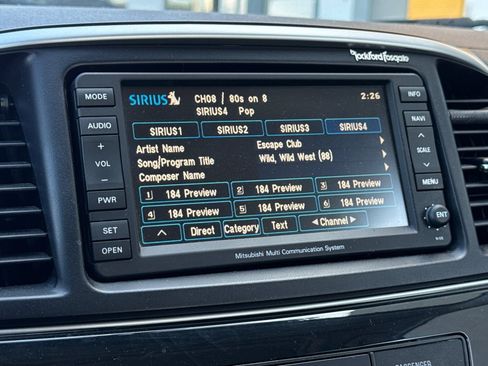 Rockford Fosgate
MODE
SIRIUS
CH08 / 80s on 8
2:26
INFO
SIRIUS4 Pop
AUDIO
SIRIUS1 SIRIUS2 SIRIUS3 SIRIUS4
NAVI
+
VOL
−
Artist Name Escape Club
Song/Program Title Wild, Wild West (88)
Composer Name
SCALE
1 184 Preview 2 184 Preview 3 184 Preview
MENU
PWR
4 184 Preview 5 184 Preview 6 184 Preview
SET
Direct Category Text ◀Channel▶
ENT
OPEN
Mitsubishi Multi Communication System
PASSENGER